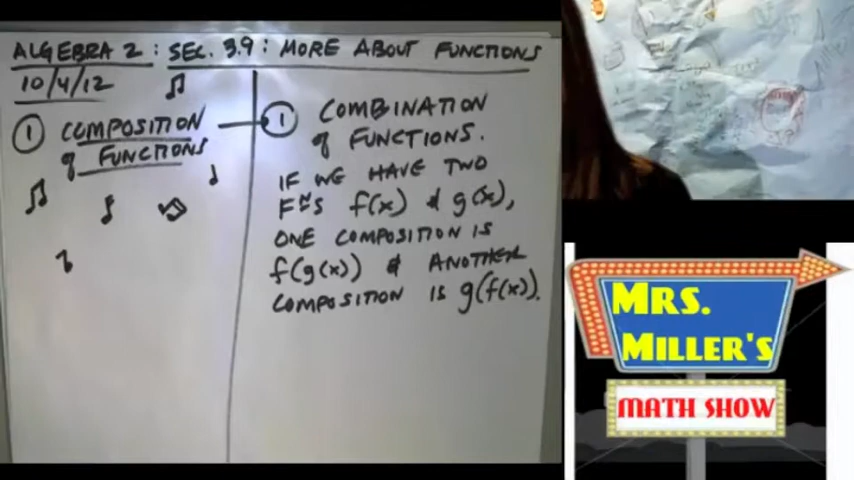 ALGEBRA 2 : SEC. 3.9 : MORE ABOUT FUNCTIONS
10/4/12
① COMPOSITION
of FUNCTIONS
① COMBINATION
of FUNCTIONS.
IF WE HAVE TWO
FNS f(x) & g(x),
ONE COMPOSITION IS
f(g(x)) & ANOTHER
COMPOSITION IS g(f(x)).
MRS.
MILLER'S
MATH SHOW